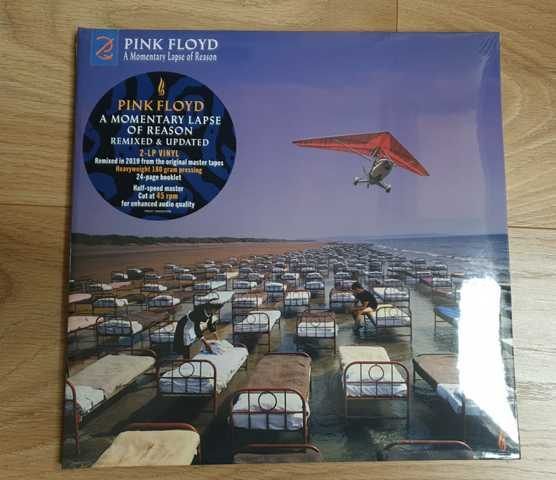 PINK FLOYD
A Momentary Lapse of Reason
PINK FLOYD
A MOMENTARY LAPSE
OF REASON
REMIXED & UPDATED
2-LP VINYL
Remixed in 2019 from the original master tapes
Heavyweight 180 gram pressing
24-page booklet
Half-speed master
Cut at 45 rpm
for enhanced audio quality